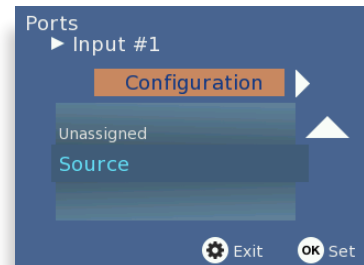 Ports
Input #1
Configuration
Unassigned
Source
Exit OK Set